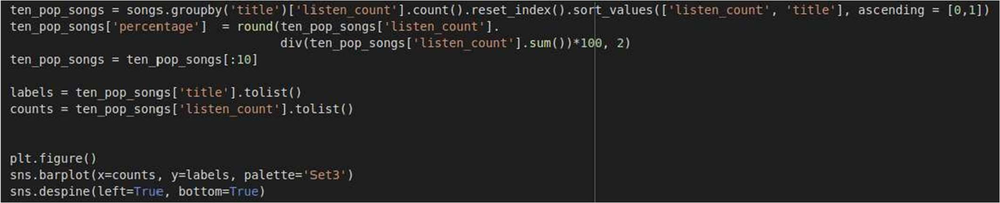 ten_pop_songs = songs.groupby('title')['listen_count'].count().reset_index().sort_values(['listen_count', 'title'], ascending = [0,1])
ten_pop_songs['percentage']  = round(ten_pop_songs['listen_count'].
                                     div(ten_pop_songs['listen_count'].sum())*100, 2)
ten_pop_songs = ten_pop_songs[:10]
labels = ten_pop_songs['title'].tolist()
counts = ten_pop_songs['listen_count'].tolist()
plt.figure()
sns.barplot(x=counts, y=labels, palette='Set3')
sns.despine(left=True, bottom=True)